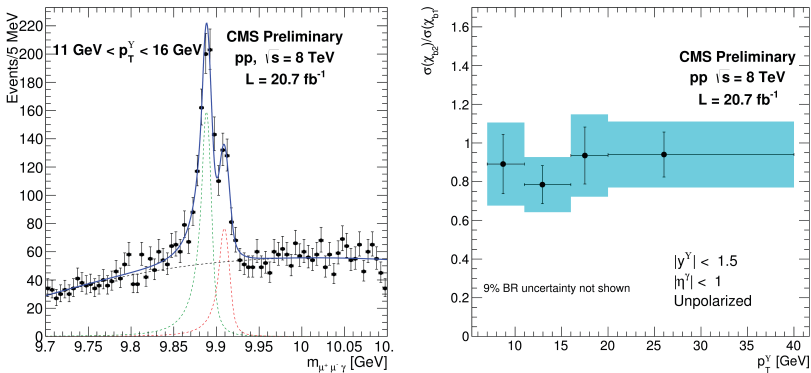 Events/5 MeV
220
200
180
160
140
120
100
80
60
40
20
0
11 GeV < p_T^Υ < 16 GeV
CMS Preliminary
pp, √s = 8 TeV
L = 20.7 fb⁻¹
9.7 9.75 9.8 9.85 9.9 9.95 10 10.05 10.
m_μ⁺ μ⁻ γ [GeV]
σ(χ_b2)/σ(χ_b1)
1.6
1.4
1.2
1
0.8
0.6
0.4
0.2
0
CMS Preliminary
pp √s = 8 TeV
L = 20.7 fb⁻¹
|y^Υ| < 1.5
|η^γ| < 1
Unpolarized
9% BR uncertainty not shown
10 15 20 25 30 35 40
p_T^Υ [GeV]